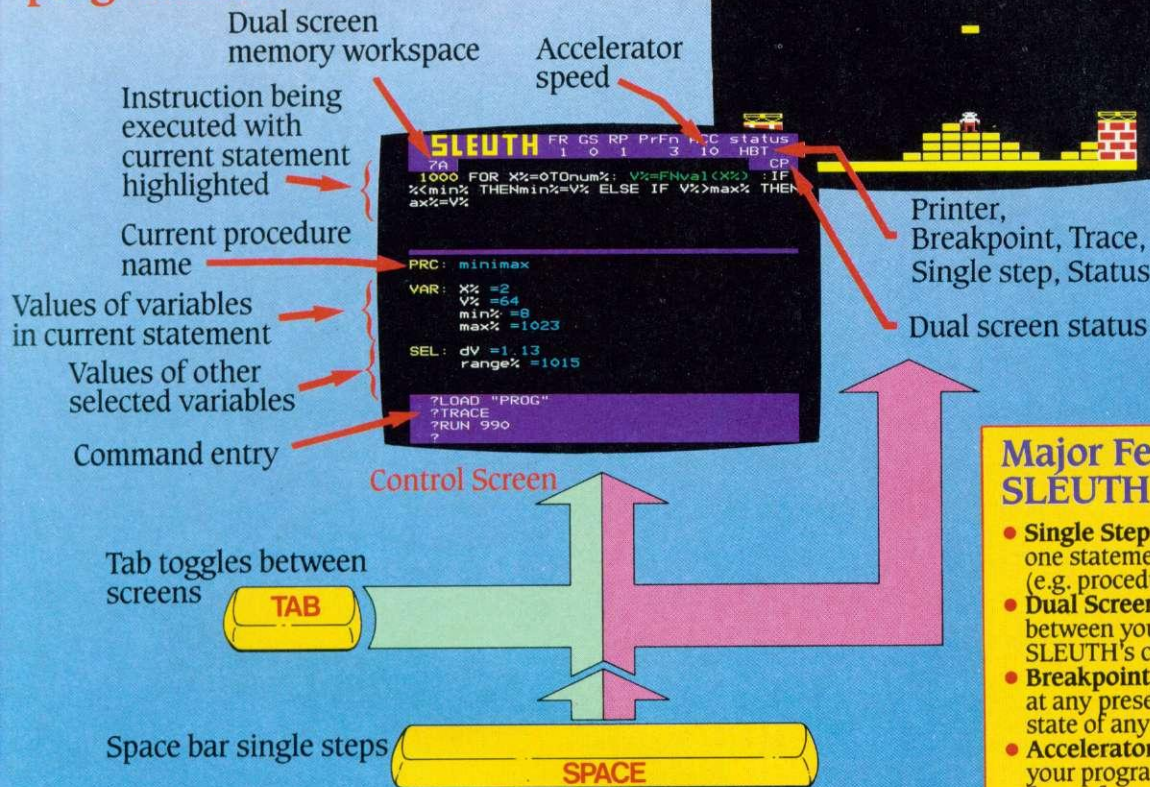 Dual screen
memory workspace
Accelerator
speed
Instruction being
executed with
current statement
highlighted
Current procedure
name
Values of variables
in current statement
Values of other
selected variables
Command entry
SLEUTH FR GS RP PrFn ACC status
1 0 1 3 10 HBT
7A CP
1000 FOR X%=0TOnum%: V%=FNval(X%) :IF
%<min% THENmin%=V% ELSE IF V%>max% THEN
ax%=V%
PRC: minimax
VAR: X% =2
V% =64
min% =8
max% =1023
SEL: dV =1.13
range% =1015
?LOAD "PROG"
?TRACE
?RUN 990
?
Control Screen
Printer,
Breakpoint, Trace,
Single step, Status
Dual screen status
Tab toggles between
screens
TAB
Space bar single steps
SPACE
Major Fe
SLEUTH
• Single Step
one stateme
(e.g. procedu
• Dual Screen
between you
SLEUTH's c
• Breakpoint
at any prese
state of any
• Accelerator
your progra